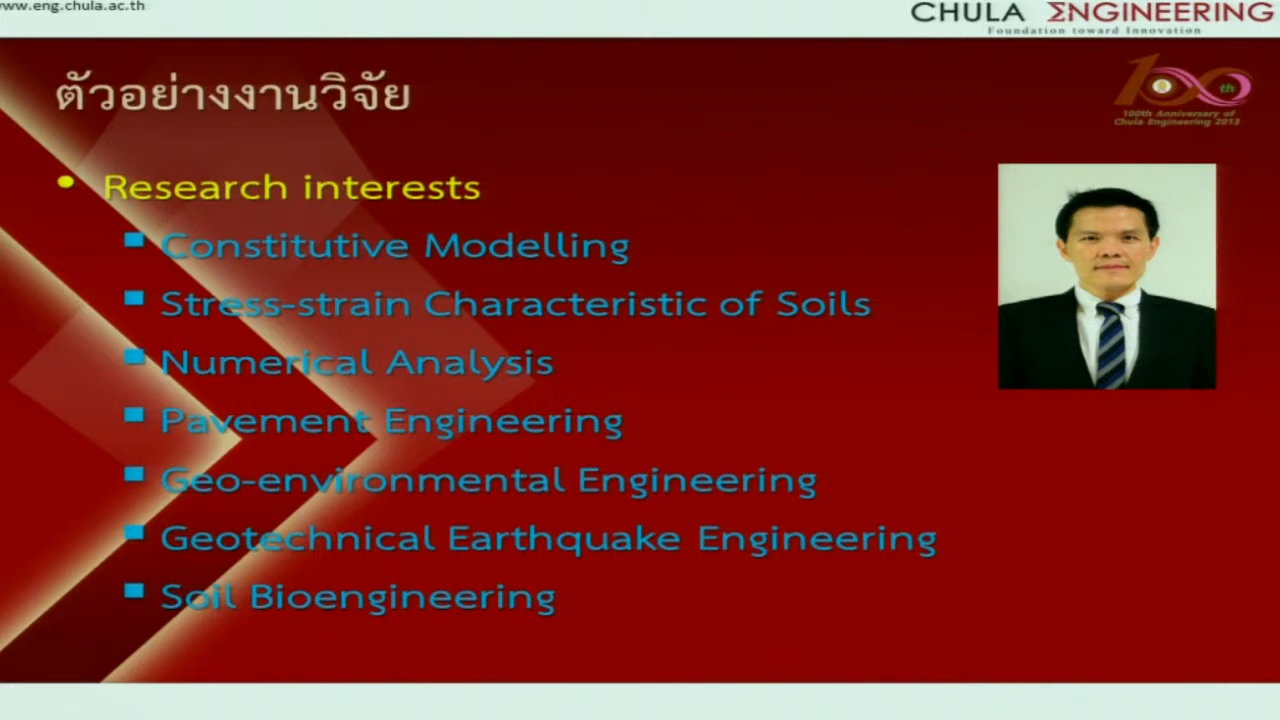 www.eng.chula.ac.th
CHULA ΣNGINEERING
Foundation toward Innovation
ตัวอย่างงานวิจัย
100th
100th Anniversary of
Chula Engineering 2013
Research interests
Constitutive Modelling
Stress-strain Characteristic of Soils
Numerical Analysis
Pavement Engineering
Geo-environmental Engineering
Geotechnical Earthquake Engineering
Soil Bioengineering